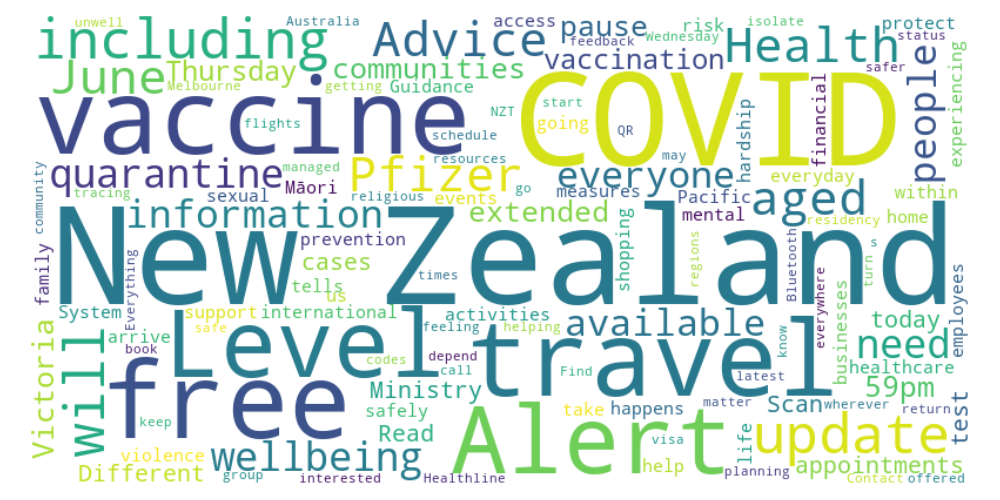 unwell Australia access risk isolate protect
including Advice pause feedback Wednesday Health status
June Thursday communities vaccination safer people experiencing
Melbourne getting Guidance
vaccine COVID
flights schedule NZT start going QR hardship financial
quarantine managed resources Pfizer everyone may everyday
community tracing sexual Māori religious events go measures Pacific aged within
information extended shopping mental residency home
New Zealand
family Everything prevention cases times regions Bluetooth turn s
tells us
System support international activities available everywhere businesses today employees
arrive safe Level feeling helping travel know need
Victoria will book free codes depend call Find latest healthcare
Ministry 59pm
keep safely Read Alert take happens matter Scan wherever return test
violence wellbeing visa life update
Different group interested Healthline help planning appointments Contact offered